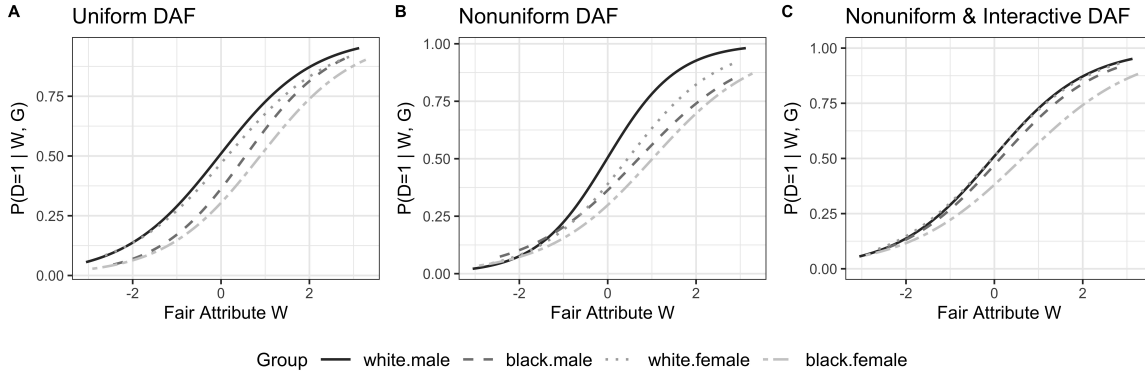 A Uniform DAF
P(D=1 | W, G)
0.75
0.50
0.25
0.00
-2 0 2
Fair Attribute W
B Nonuniform DAF
P(D=1 | W, G)
1.00
0.75
0.50
0.25
0.00
-2 0 2
Fair Attribute W
C Nonuniform & Interactive DAF
P(D=1 | W, G)
1.00
0.75
0.50
0.25
0.00
-2 0 2
Fair Attribute W
Group white.male black.male white.female black.female